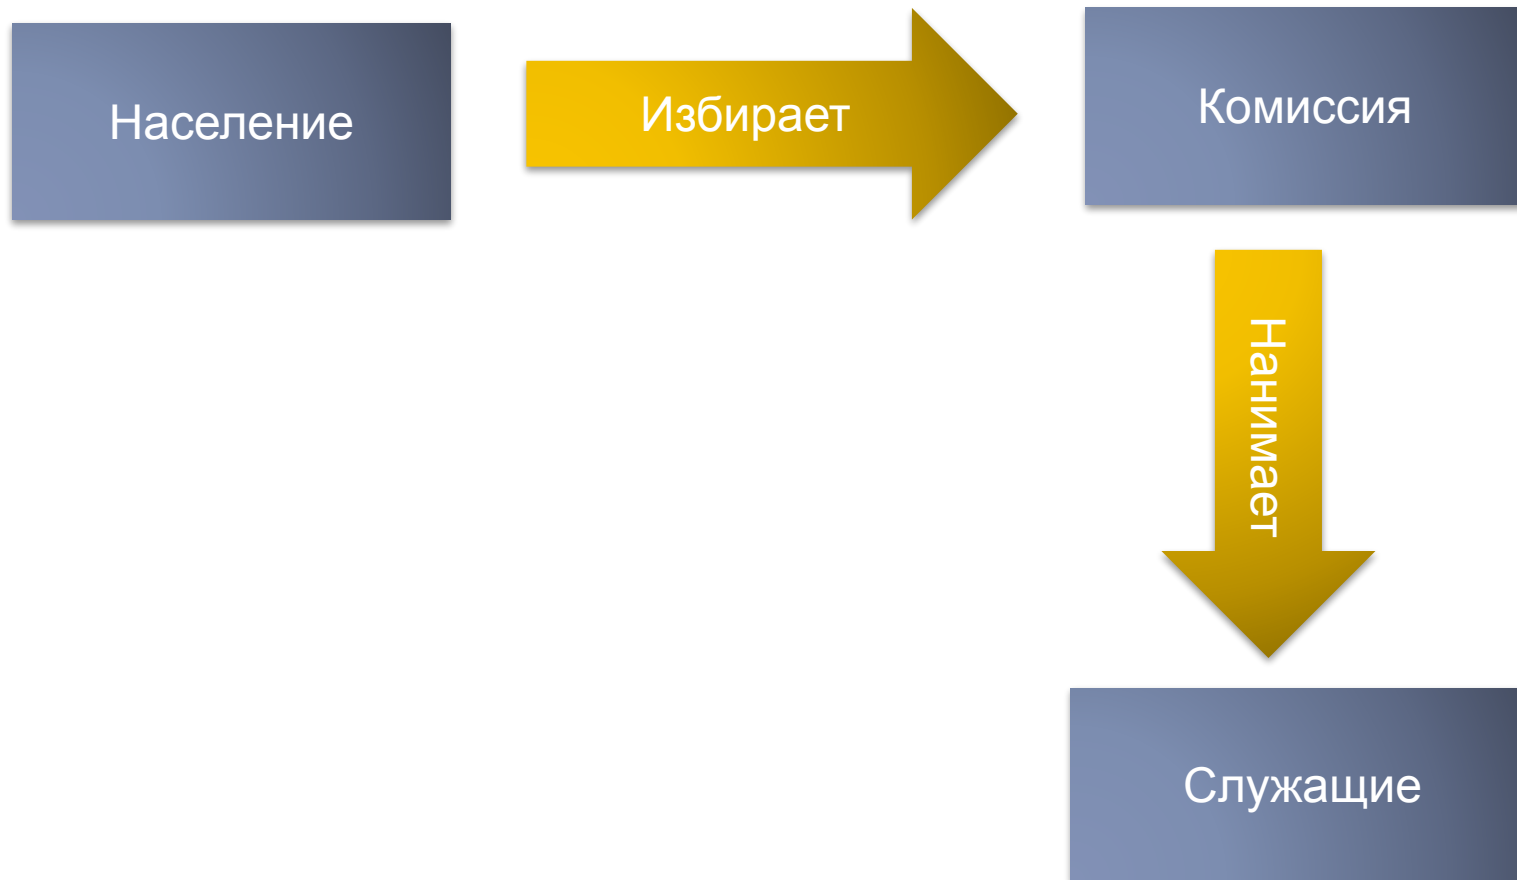 Население
Избирает
Комиссия
Нанимает
Служащие